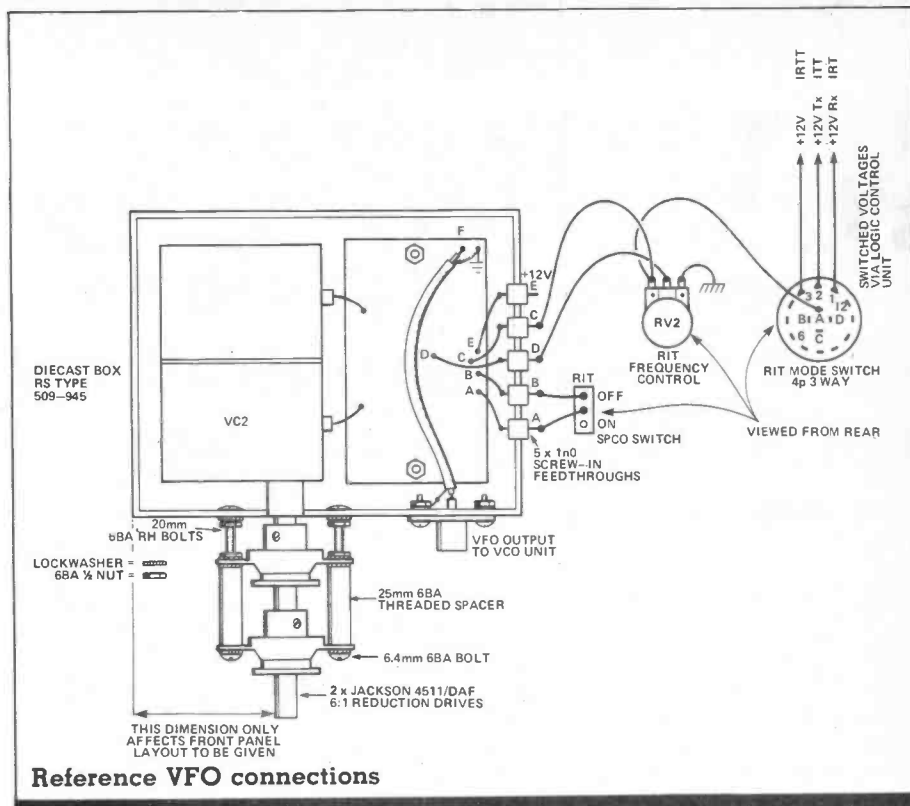 +12V IRTT
+12V Tx ITT
+12V Rx IRT
SWITCHED VOLTAGES
VIA LOGIC CONTROL
UNIT
F
+12V
E
C
D
B
A
E
C
D
B
A
RV2
RIT
FREQUENCY
CONTROL
3 2 1
12
B A D
6 C
RIT MODE SWITCH
4p 3 WAY
VIEWED FROM REAR
RIT
OFF
ON
SPCO SWITCH
5 x 1n0
SCREW-IN
FEEDTHROUGHS
DIECAST BOX
RS TYPE
509-945
VC2
20mm
6BA RH BOLTS
VFO OUTPUT
TO VCO UNIT
LOCKWASHER =
6BA ½ NUT =
25mm 6BA
THREADED SPACER
6.4mm 6BA BOLT
2 x JACKSON 4511/DAF
6:1 REDUCTION DRIVES
THIS DIMENSION ONLY
AFFECTS FRONT PANEL
LAYOUT TO BE GIVEN
Reference VFO connections